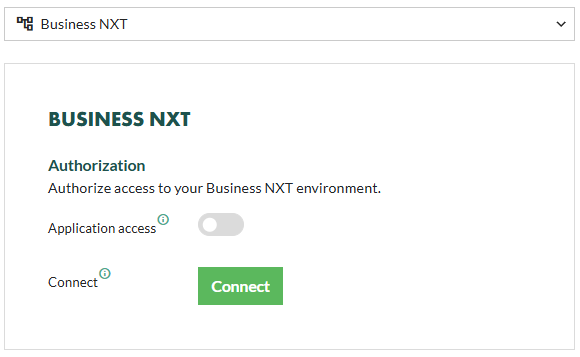 Business NXT
BUSINESS NXT
Authorization
Authorize access to your Business NXT environment.
Application access
Connect
Connect